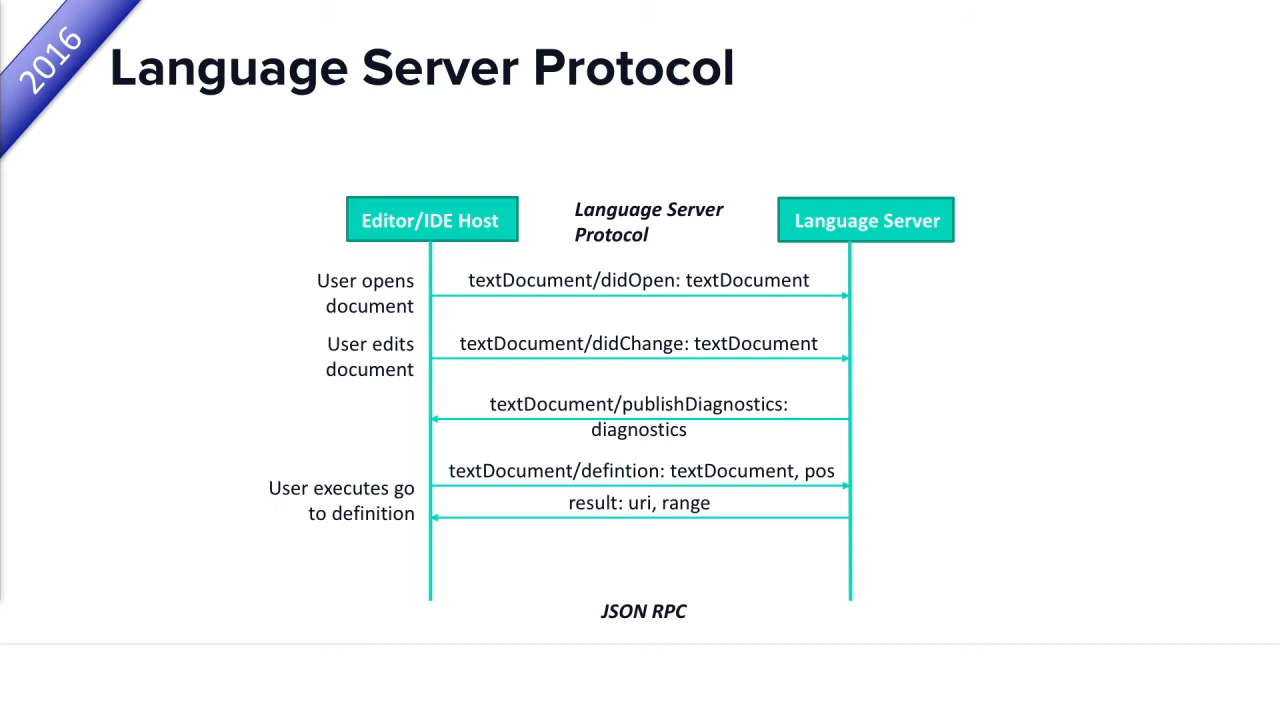 2016
Language Server Protocol
Editor/IDE Host
Language Server
Protocol
Language Server
User opens
document
textDocument/didOpen: textDocument
User edits
document
textDocument/didChange: textDocument
textDocument/publishDiagnostics:
diagnostics
User executes go
to definition
textDocument/defintion: textDocument, pos
result: uri, range
JSON RPC